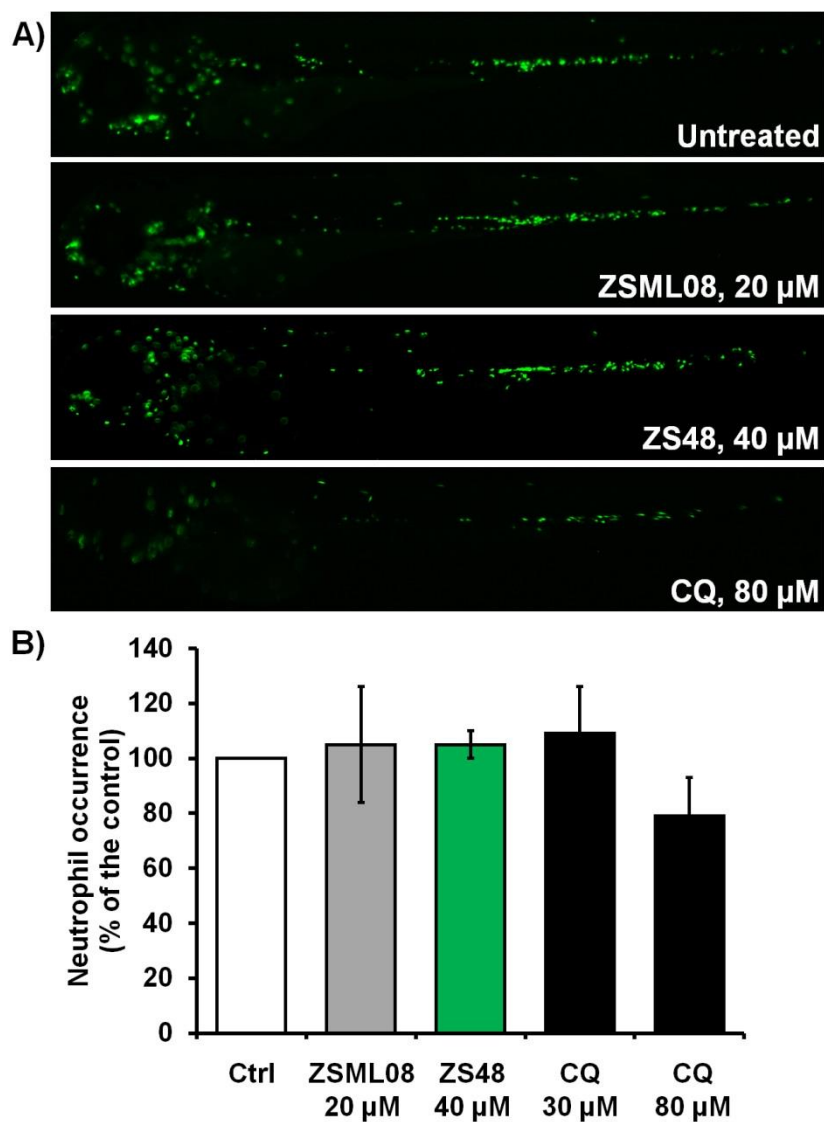 A)
Untreated
ZSML08, 20 µM
ZS48, 40 µM
CQ, 80 µM
B)
Neutrophil occurrence
(% of the control)
140
120
100
80
60
40
20
0
Ctrl ZSML08 ZS48 CQ CQ
20 µM 40 µM 30 µM 80 µM